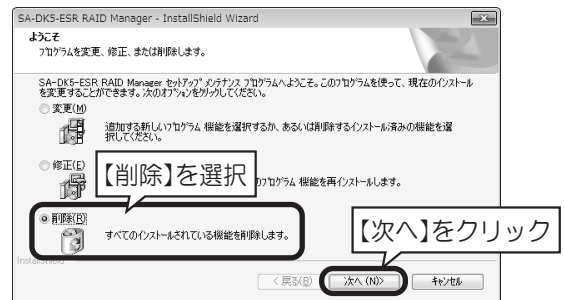 SA-DK5-ESR RAID Manager - InstallShield Wizard
ようこそ
プログラムを変更、修正、または削除します。
SA-DK5-ESR RAID Manager セットアップ メンテナンス プログラムへようこそ。このプログラムを使って、現在のインストール
を変更することができます。次のオプションをクリックしてください。
変更(M)
追加する新しいプログラム 機能を選択するか、あるいは削除するインストール済みの機能を選
択してください。
修正(E)
【削除】を選択
のプログラム 機能を再インストールします。
削除(R)
すべてのインストールされている機能を削除します。
【次へ】をクリック
InstallShield
< 戻る(B)
次へ (N)>
キャンセル